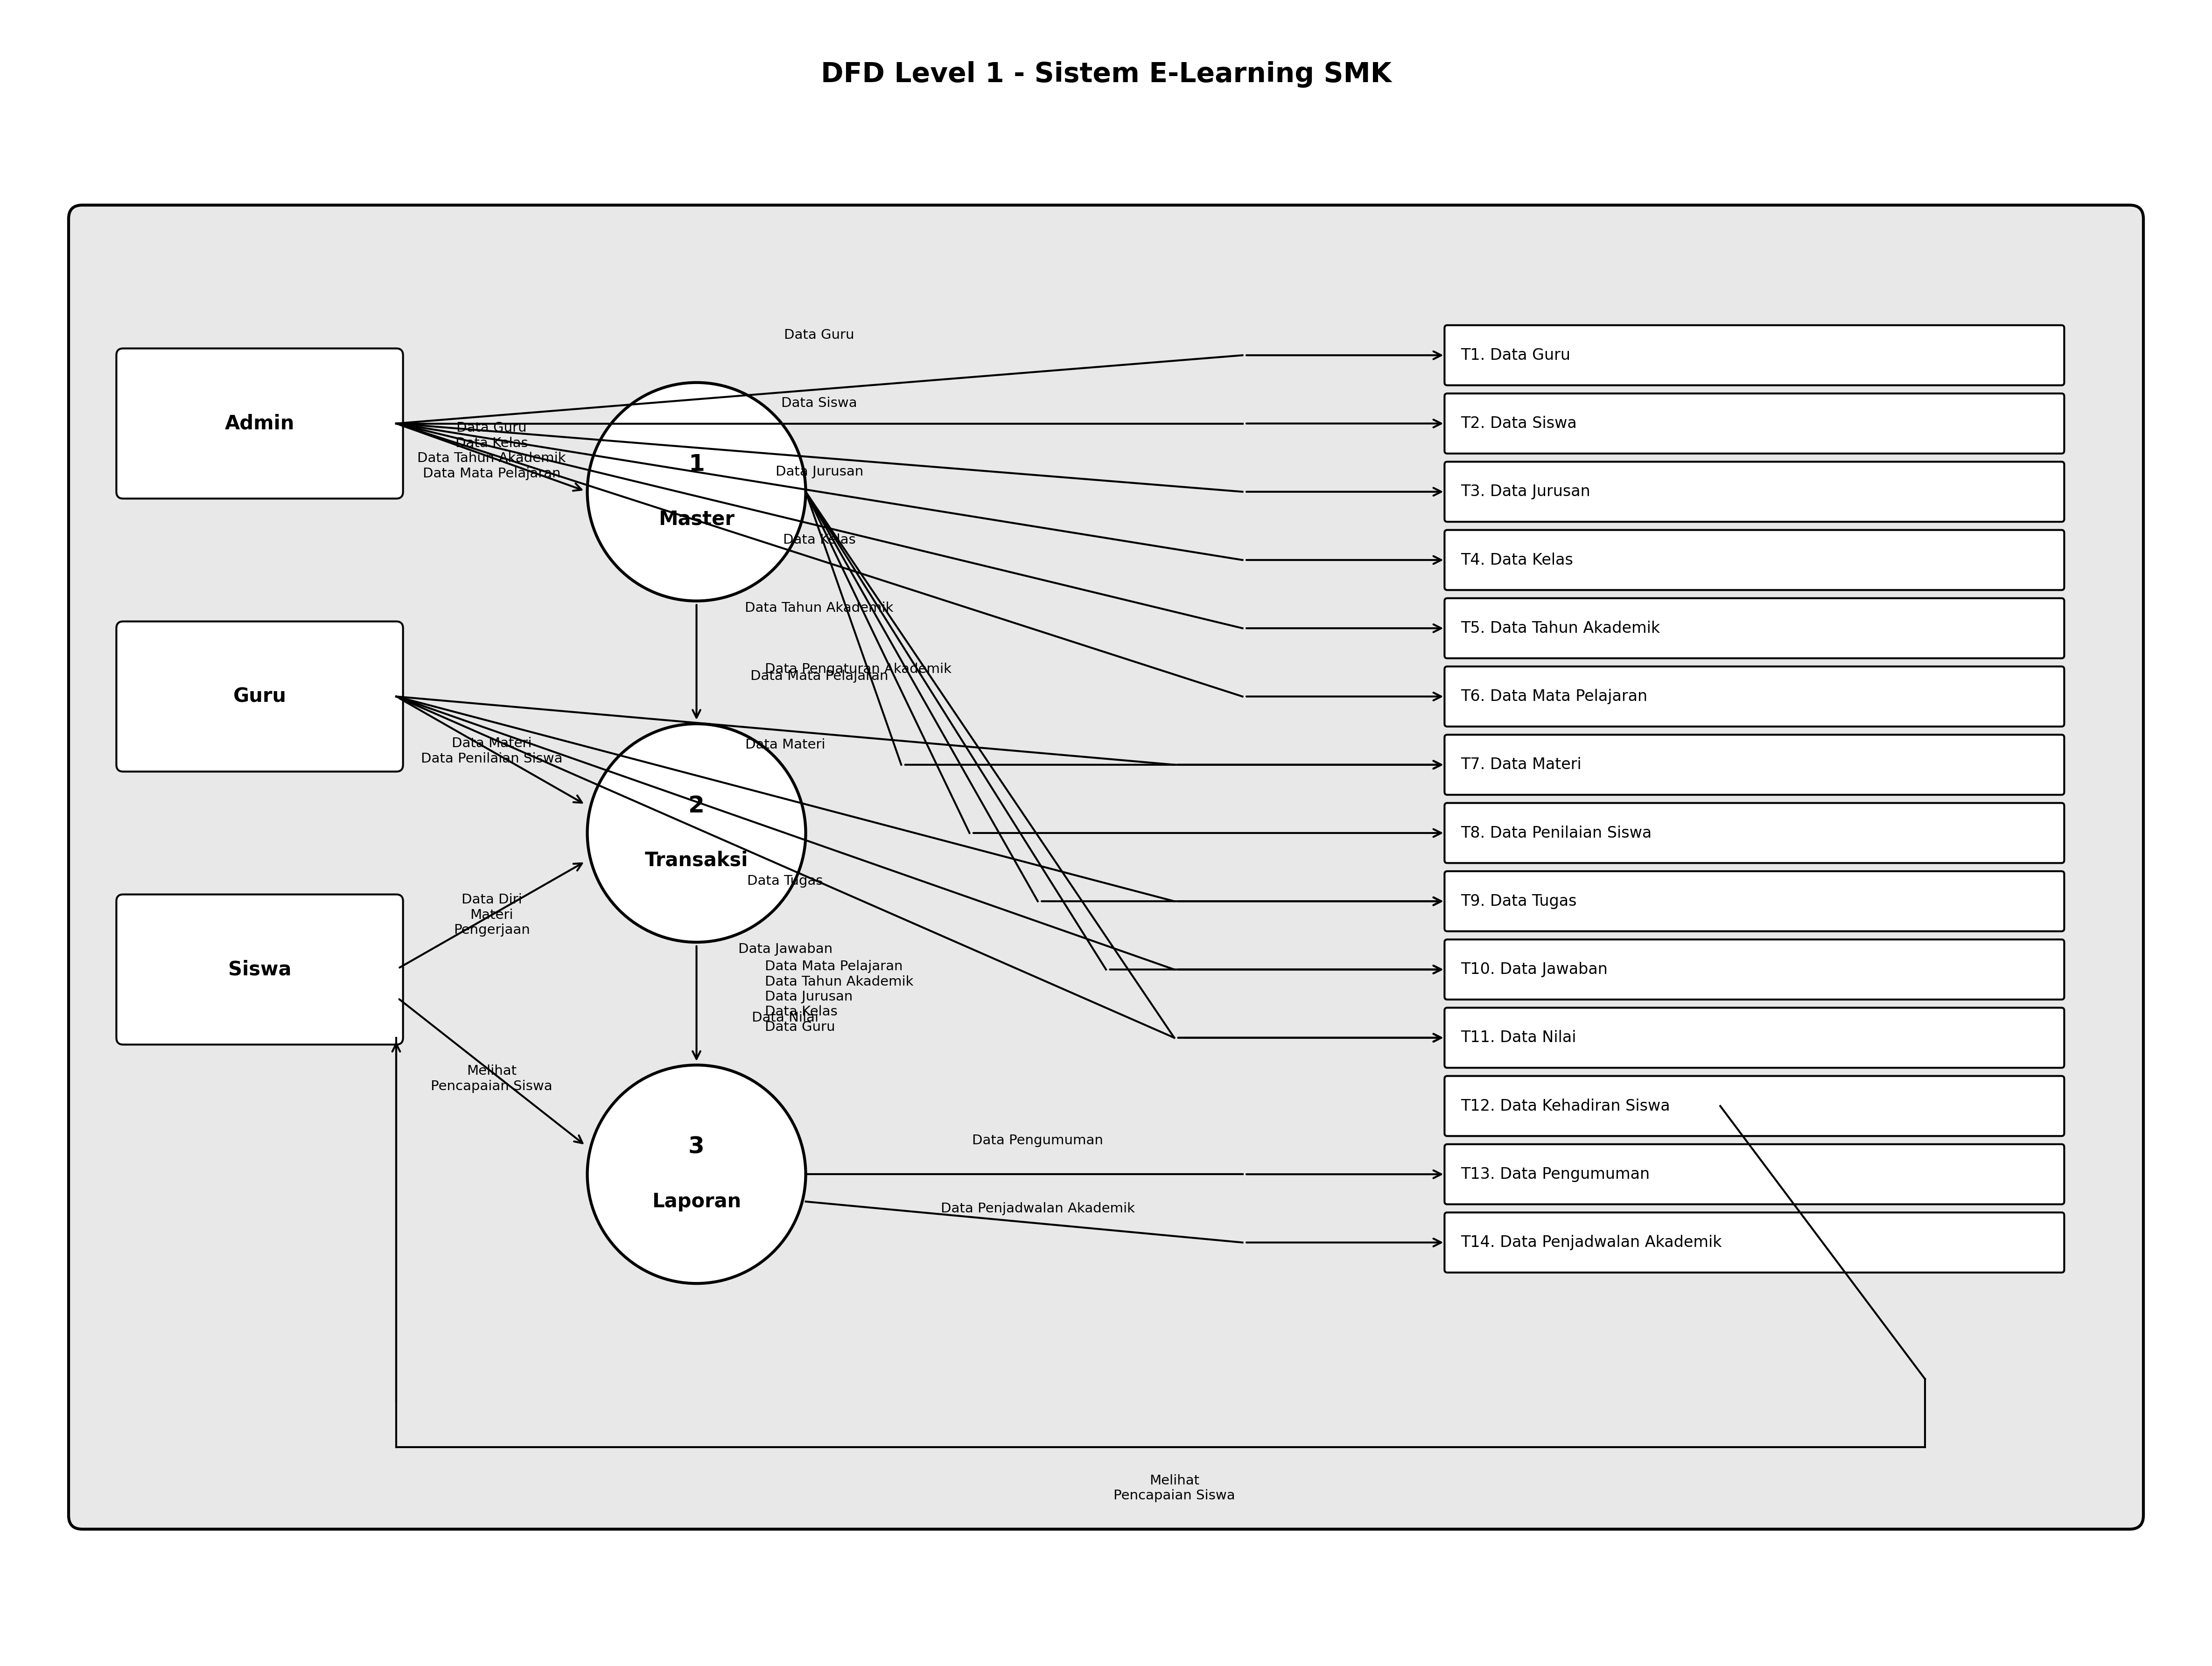 DFD Level 1 - Sistem E-Learning SMK
Admin
Guru
Siswa
Data Guru
Data Kelas
Data Tahun Akademik
Data Mata Pelajaran
Data Materi
Data Penilaian Siswa
Data Diri
Materi
Pengerjaan
Melihat
Pencapaian Siswa
1
Master
2
Transaksi
3
Laporan
Data Guru
Data Siswa
Data Jurusan
Data Kelas
Data Tahun Akademik
Data Pengaturan Akademik
Data Mata Pelajaran
Data Materi
Data Tugas
Data Jawaban
Data Mata Pelajaran
Data Tahun Akademik
Data Jurusan
Data Kelas
Data Nilai
Data Guru
Data Pengumuman
Data Penjadwalan Akademik
T1. Data Guru
T2. Data Siswa
T3. Data Jurusan
T4. Data Kelas
T5. Data Tahun Akademik
T6. Data Mata Pelajaran
T7. Data Materi
T8. Data Penilaian Siswa
T9. Data Tugas
T10. Data Jawaban
T11. Data Nilai
T12. Data Kehadiran Siswa
T13. Data Pengumuman
T14. Data Penjadwalan Akademik
Melihat
Pencapaian Siswa